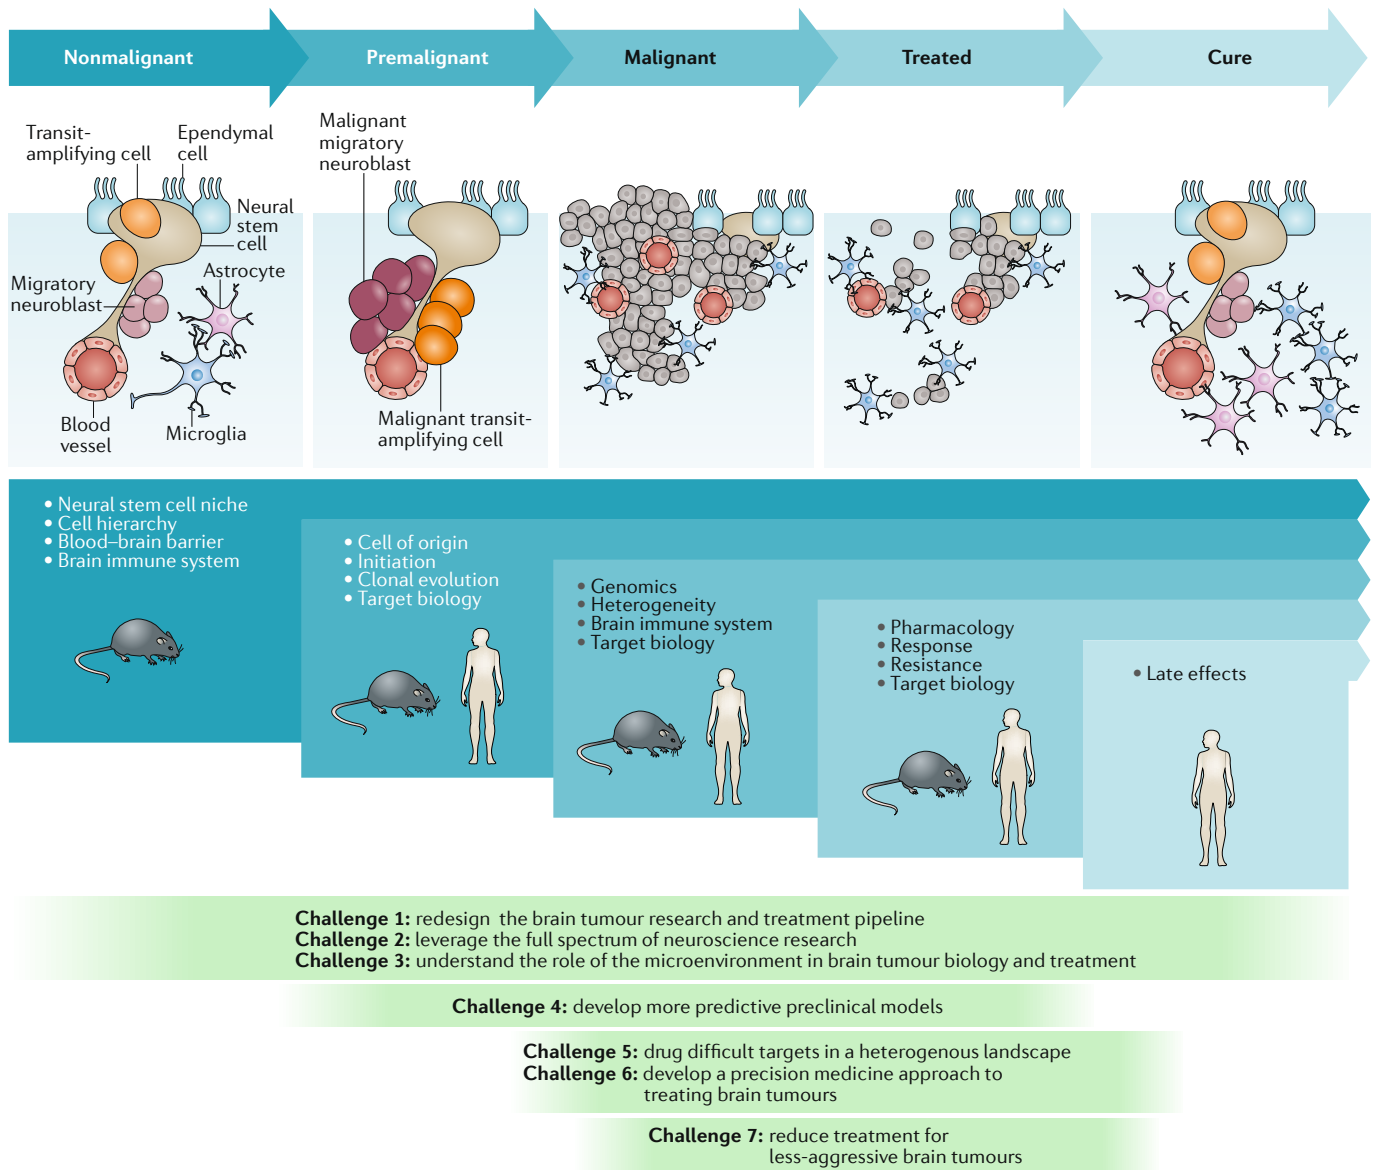 Nonmalignant
Premalignant
Malignant
Treated
Cure
Transit-
amplifying cell
Ependymal
cell
Neural
stem
cell
Astrocyte
Migratory
neuroblast
Blood
vessel
Microglia
Malignant
migratory
neuroblast
Malignant transit-
amplifying cell
• Neural stem cell niche
• Cell hierarchy
• Blood–brain barrier
• Brain immune system
• Cell of origin
• Initiation
• Clonal evolution
• Target biology
• Genomics
• Heterogeneity
• Brain immune system
• Target biology
• Pharmacology
• Response
• Resistance
• Target biology
• Late effects
Challenge 1: redesign the brain tumour research and treatment pipeline
Challenge 2: leverage the full spectrum of neuroscience research
Challenge 3: understand the role of the microenvironment in brain tumour biology and treatment
Challenge 4: develop more predictive preclinical models
Challenge 5: drug difficult targets in a heterogenous landscape
Challenge 6: develop a precision medicine approach to
treating brain tumours
Challenge 7: reduce treatment for
less-aggressive brain tumours